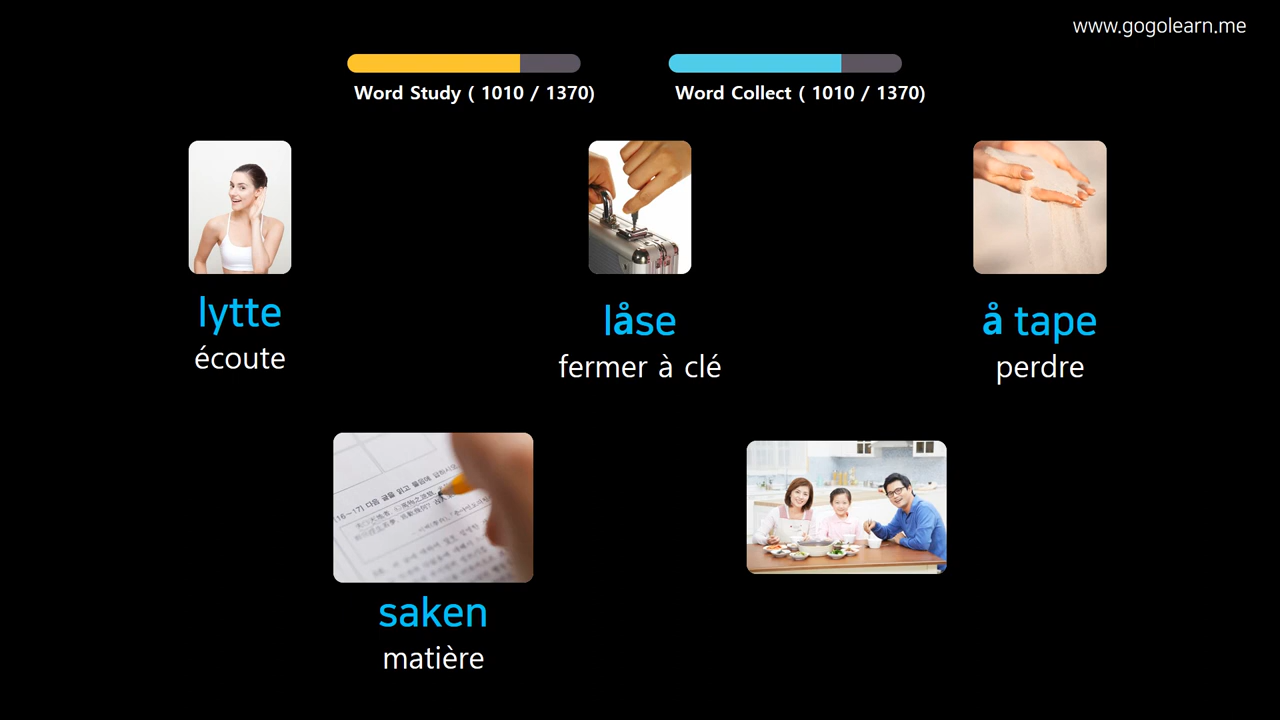 www.gogolearn.me
Word Study ( 1010 / 1370)
Word Collect ( 1010 / 1370)
lytte
écoute
låse
fermer à clé
å tape
perdre
saken
matière